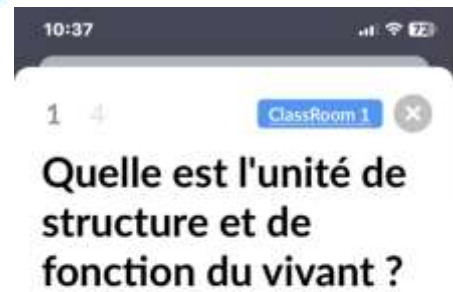 10:37
72
1 4
ClassRoom 1
Quelle est l'unité de
structure et de
fonction du vivant ?